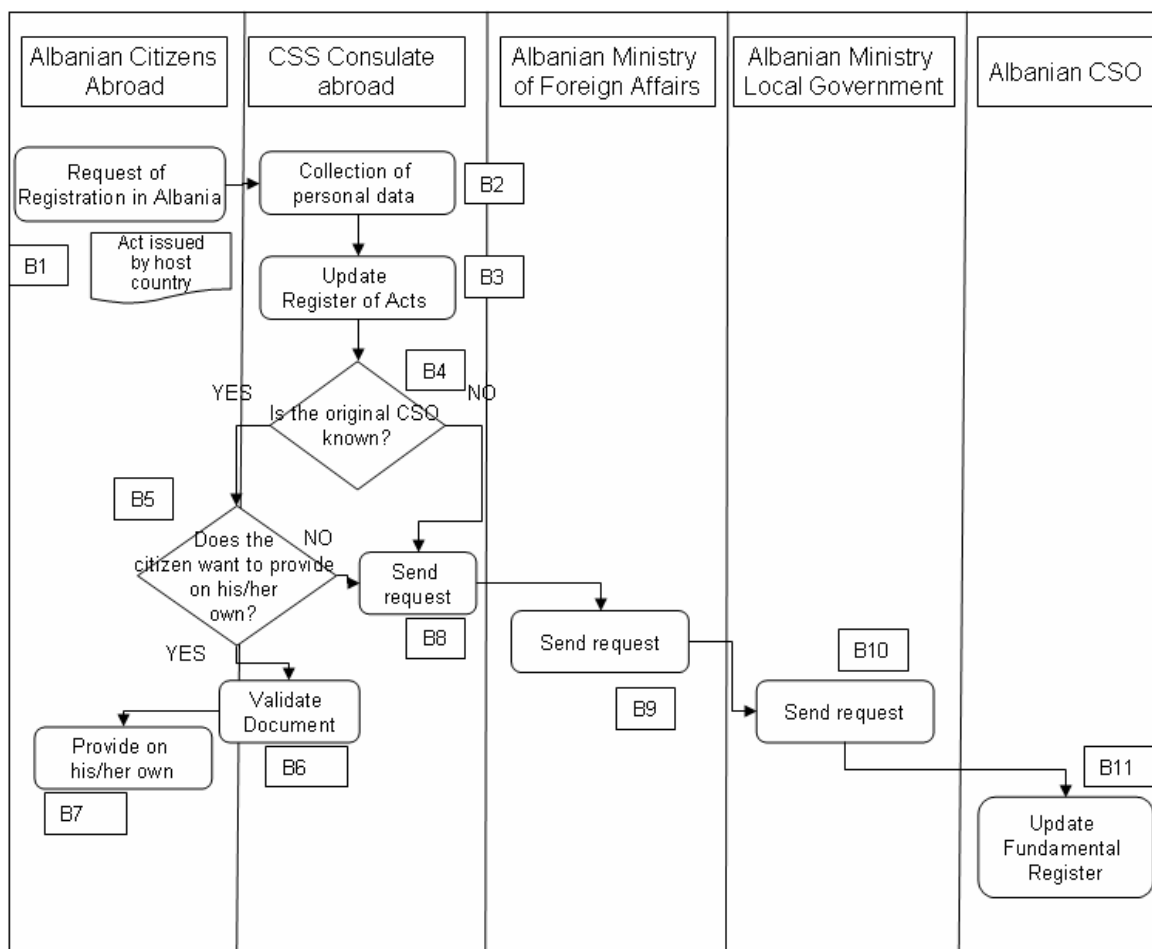 Albanian Citizens
Abroad
CSS Consulate
abroad
Albanian Ministry
of Foreign Affairs
Albanian Ministry
Local Government
Albanian CSO
Request of
Registration in Albania
Collection of
personal data
B2
B1
Act issued
by host
country
Update
Register of Acts
B3
B4
YES
NO
Is the original CSO
known?
B5
Does the
citizen want to provide
on his/her
own?
NO
Send
request
B8
YES
Send request
B9
B10
Send request
Validate
Document
B6
Provide on
his/her own
B7
B11
Update
Fundamental
Register